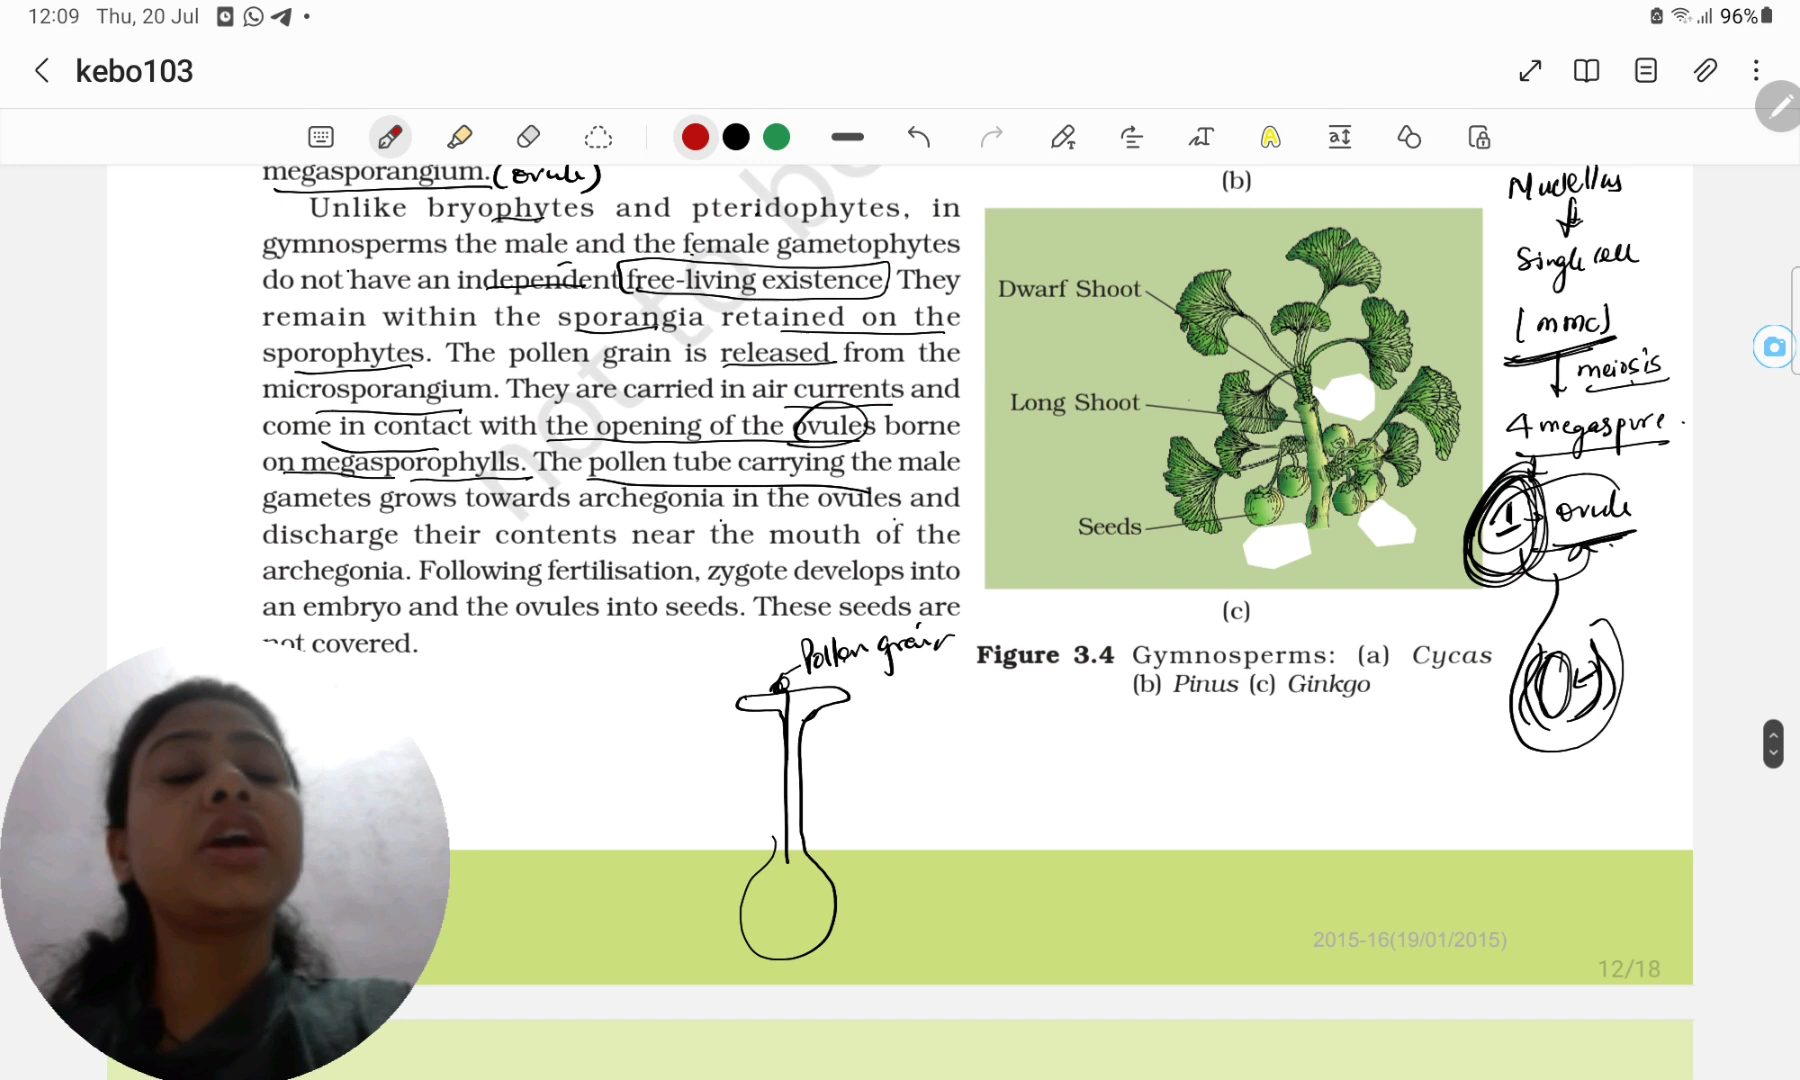 12:09 Thu, 20 Jul
96%
kebo103
megasporangium. (ovule)
Unlike bryophytes and pteridophytes, in
gymnosperms the male and the female gametophytes
do not have an independent free-living existence. They
remain within the sporangia retained on the
sporophytes. The pollen grain is released from the
microsporangium. They are carried in air currents and
come in contact with the opening of the ovules borne
on megasporophylls. The pollen tube carrying the male
gametes grows towards archegonia in the ovules and
discharge their contents near the mouth of the
archegonia. Following fertilisation, zygote develops into
an embryo and the ovules into seeds. These seeds are
not covered.
Pollen grain
(b)
Dwarf Shoot
Long Shoot
Seeds
(c)
Figure 3.4 Gymnosperms: (a) Cycas
(b) Pinus (c) Ginkgo
Nucellus
Single cell
(mmc)
meiosis
4 megaspore
1
ovule
not to be
2015-16(19/01/2015)
12/18